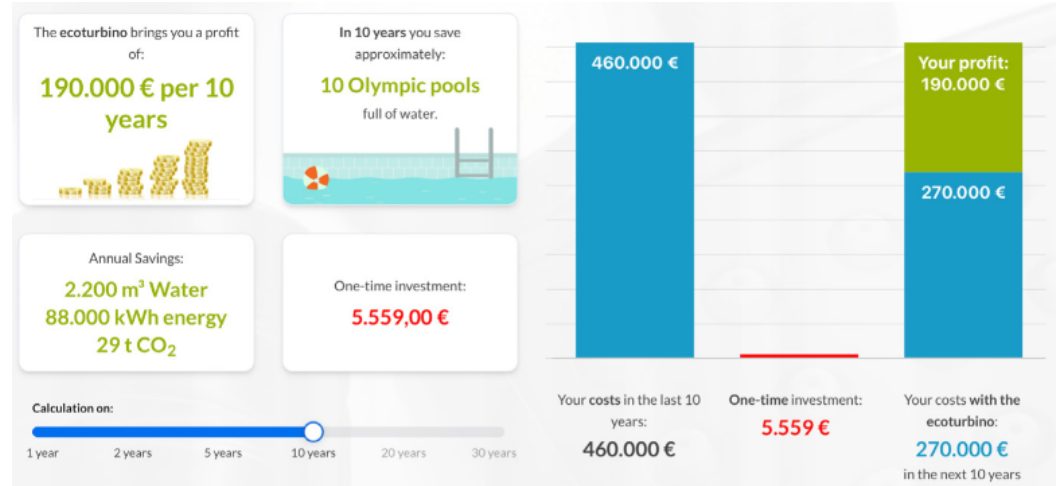 The ecoturbino brings you a profit
of:
190.000 € per 10
years
In 10 years you save
approximately:
10 Olympic pools
full of water.
Annual Savings:
2.200 m³ Water
88.000 kWh energy
29 t CO₂
One-time investment:
5.559,00 €
Calculation on:
1 year
2 years
5 years
10 years
20 years
30 years
460.000 €
Your profit:
190.000 €
270.000 €
Your costs in the last 10
years:
460.000 €
One-time investment:
5.559 €
Your costs with the
ecoturbino:
270.000 €
in the next 10 years